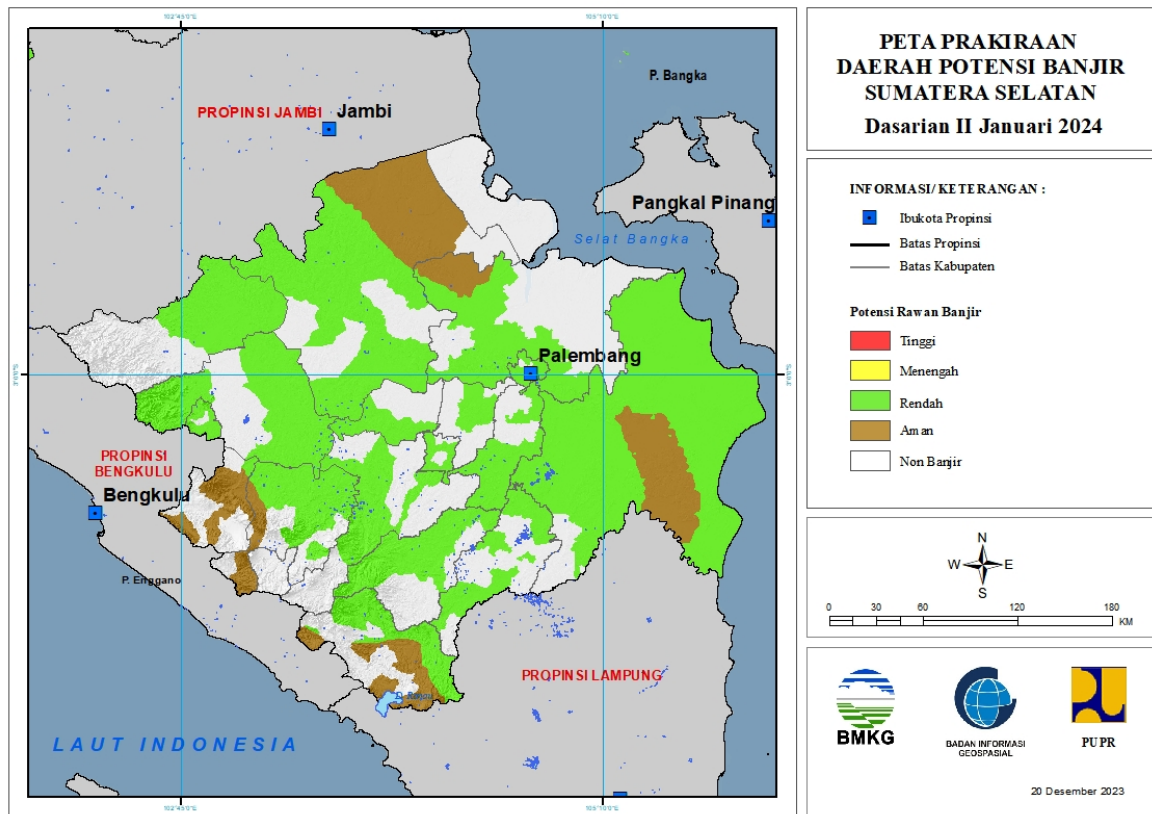 PETA PRAKIRAAN
DAERAH POTENSI BANJIR
SUMATERA SELATAN
Dasarian II Januari 2024
INFORMASI/ KETERANGAN :
Ibukota Propinsi
Batas Propinsi
Batas Kabupaten
Potensi Rawan Banjir
Tinggi
Menengah
Rendah
Aman
Non Banjir
N
W
E
S
0
30
60
120
180
KM
BMKG
BADAN INFORMASI
GEOSPASIAL
PUPR
20 Desember 2023
P. Bangka
PROPINSI JAMBI
Jambi
Pangkal Pinang
Selat Bangka
Palembang
PROPINSI
BENGKULU
Bengkulu
P. Enggano
PROPINSI LAMPUNG
LAUT INDONESIA